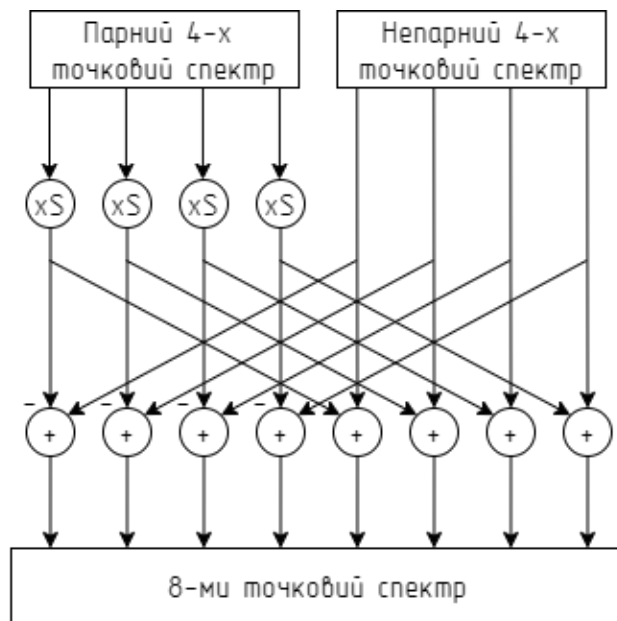 Парний 4-х
точковий спектр
Непарний 4-х
точковий спектр
xS xS xS xS
- - - -
+ + + + + + + +
8-ми точковий спектр